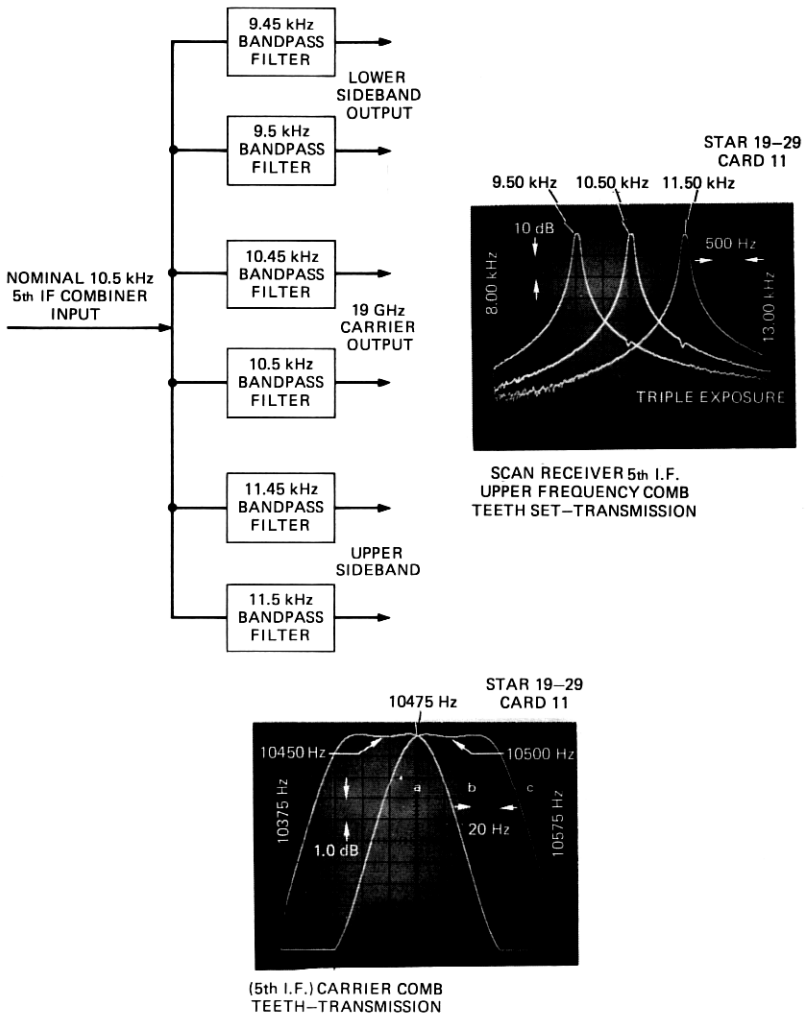 9.45 kHz
BANDPASS
FILTER
LOWER
SIDEBAND
OUTPUT
9.5 kHz
BANDPASS
FILTER
NOMINAL 10.5 kHz
5th IF COMBINER
INPUT
10.45 kHz
BANDPASS
FILTER
19 GHz
CARRIER
OUTPUT
10.5 kHz
BANDPASS
FILTER
11.45 kHz
BANDPASS
FILTER
UPPER
SIDEBAND
11.5 kHz
BANDPASS
FILTER
STAR 19–29
CARD 11
9.50 kHz 10.50 kHz 11.50 kHz
10 dB
500 Hz
8.00 kHz
13.00 kHz
TRIPLE EXPOSURE
SCAN RECEIVER 5th I.F.
UPPER FREQUENCY COMB
TEETH SET–TRANSMISSION
STAR 19–29
CARD 11
10475 Hz
10450 Hz
10500 Hz
10375 Hz
a b c
10575 Hz
20 Hz
1.0 dB
(5th I.F.) CARRIER COMB
TEETH–TRANSMISSION